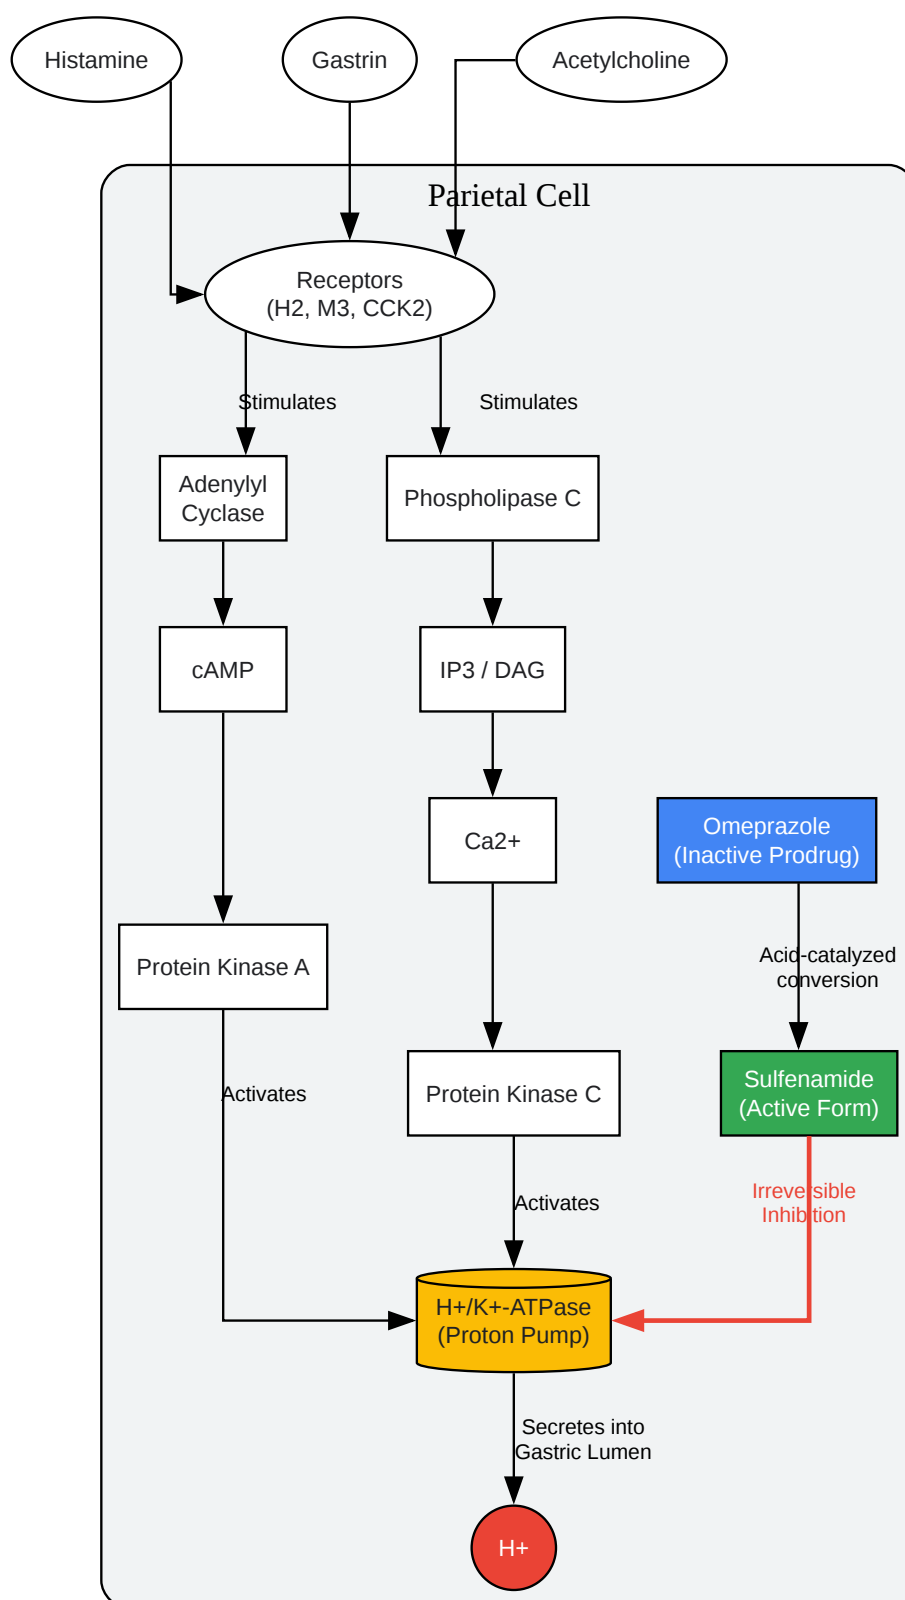 Histamine
Gastrin
Acetylcholine
Parietal Cell
Receptors
(H2, M3, CCK2)
Stimulates
Stimulates
Adenylyl
Cyclase
Phospholipase C
cAMP
IP3 / DAG
Ca2+
Omeprazole
(Inactive Prodrug)
Acid-catalyzed
conversion
Protein Kinase A
Activates
Protein Kinase C
Sulfenamide
(Active Form)
Activates
Irreversible
Inhibition
H+/K+-ATPase
(Proton Pump)
Secretes into
Gastric Lumen
H+